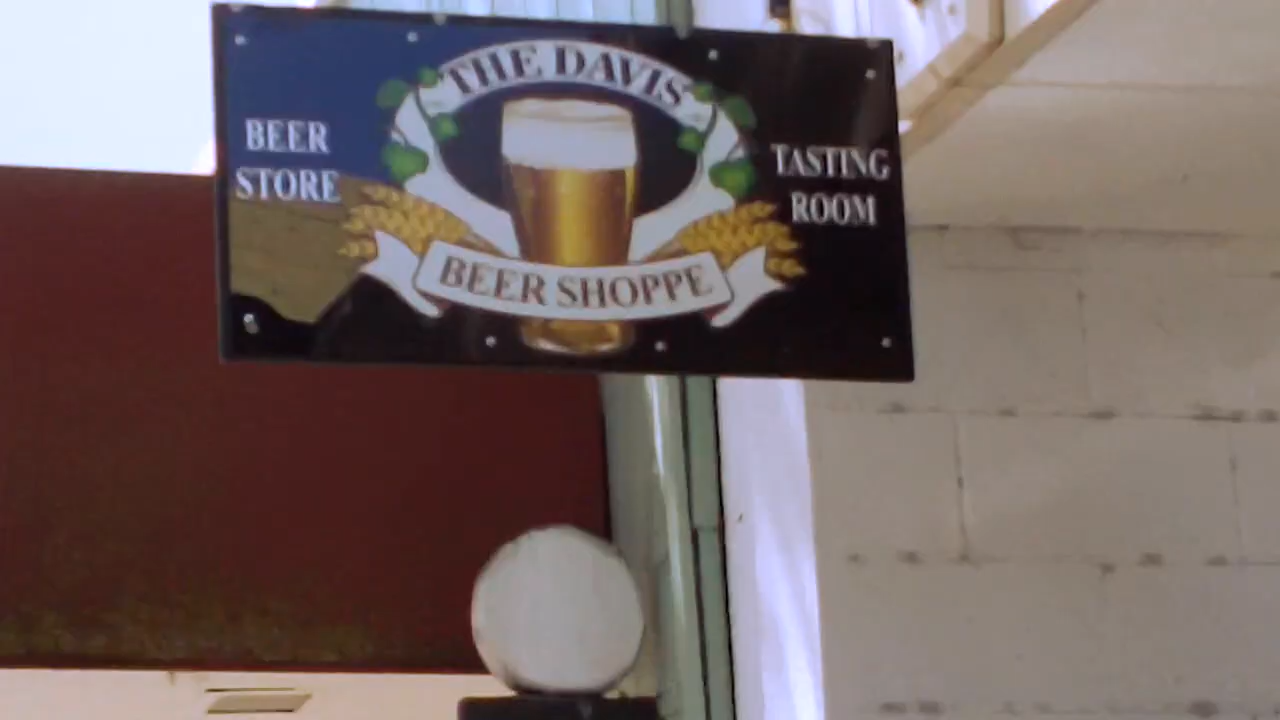 THE DAVIS
BEER
STORE
TASTING
ROOM
BEER SHOPPE